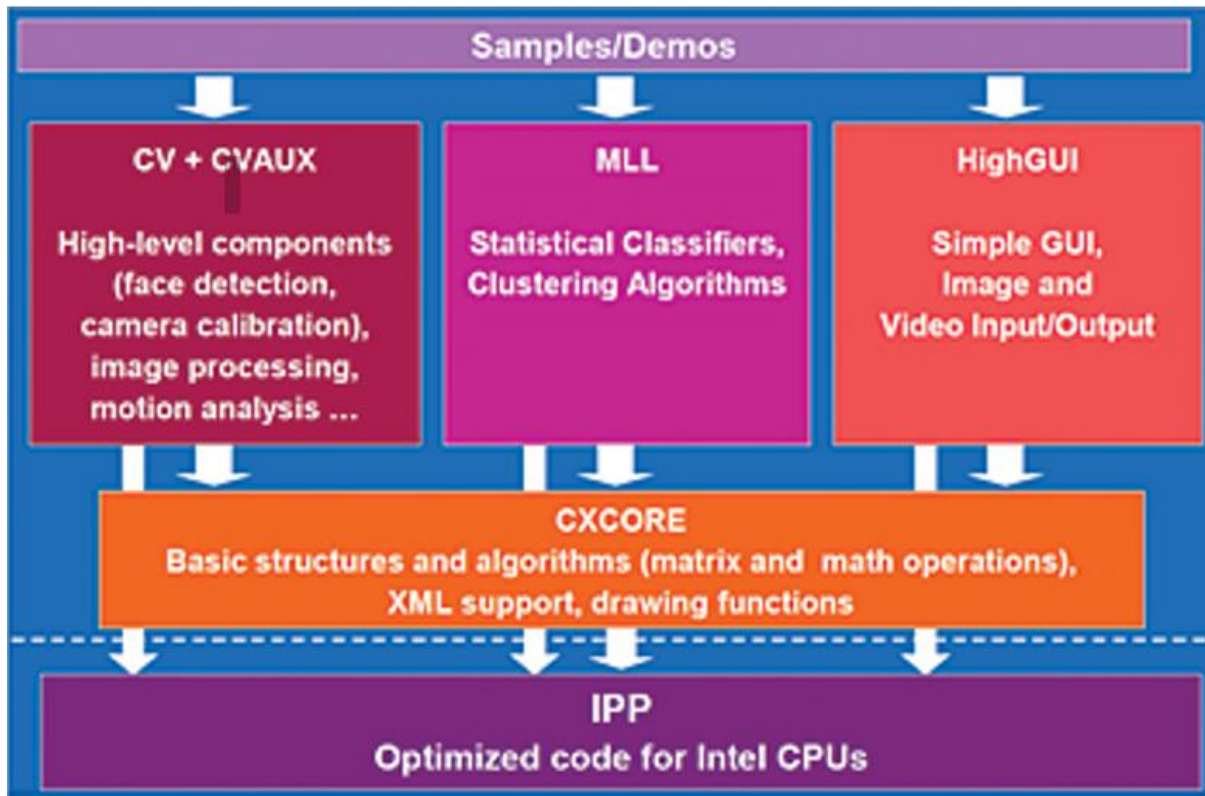 Samples/Demos
CV + CVAUX
High-level components
(face detection,
camera calibration),
image processing,
motion analysis ...
MLL
Statistical Classifiers,
Clustering Algorithms
HighGUI
Simple GUI,
Image and
Video Input/Output
CXCORE
Basic structures and algorithms (matrix and math operations),
XML support, drawing functions
IPP
Optimized code for Intel CPUs